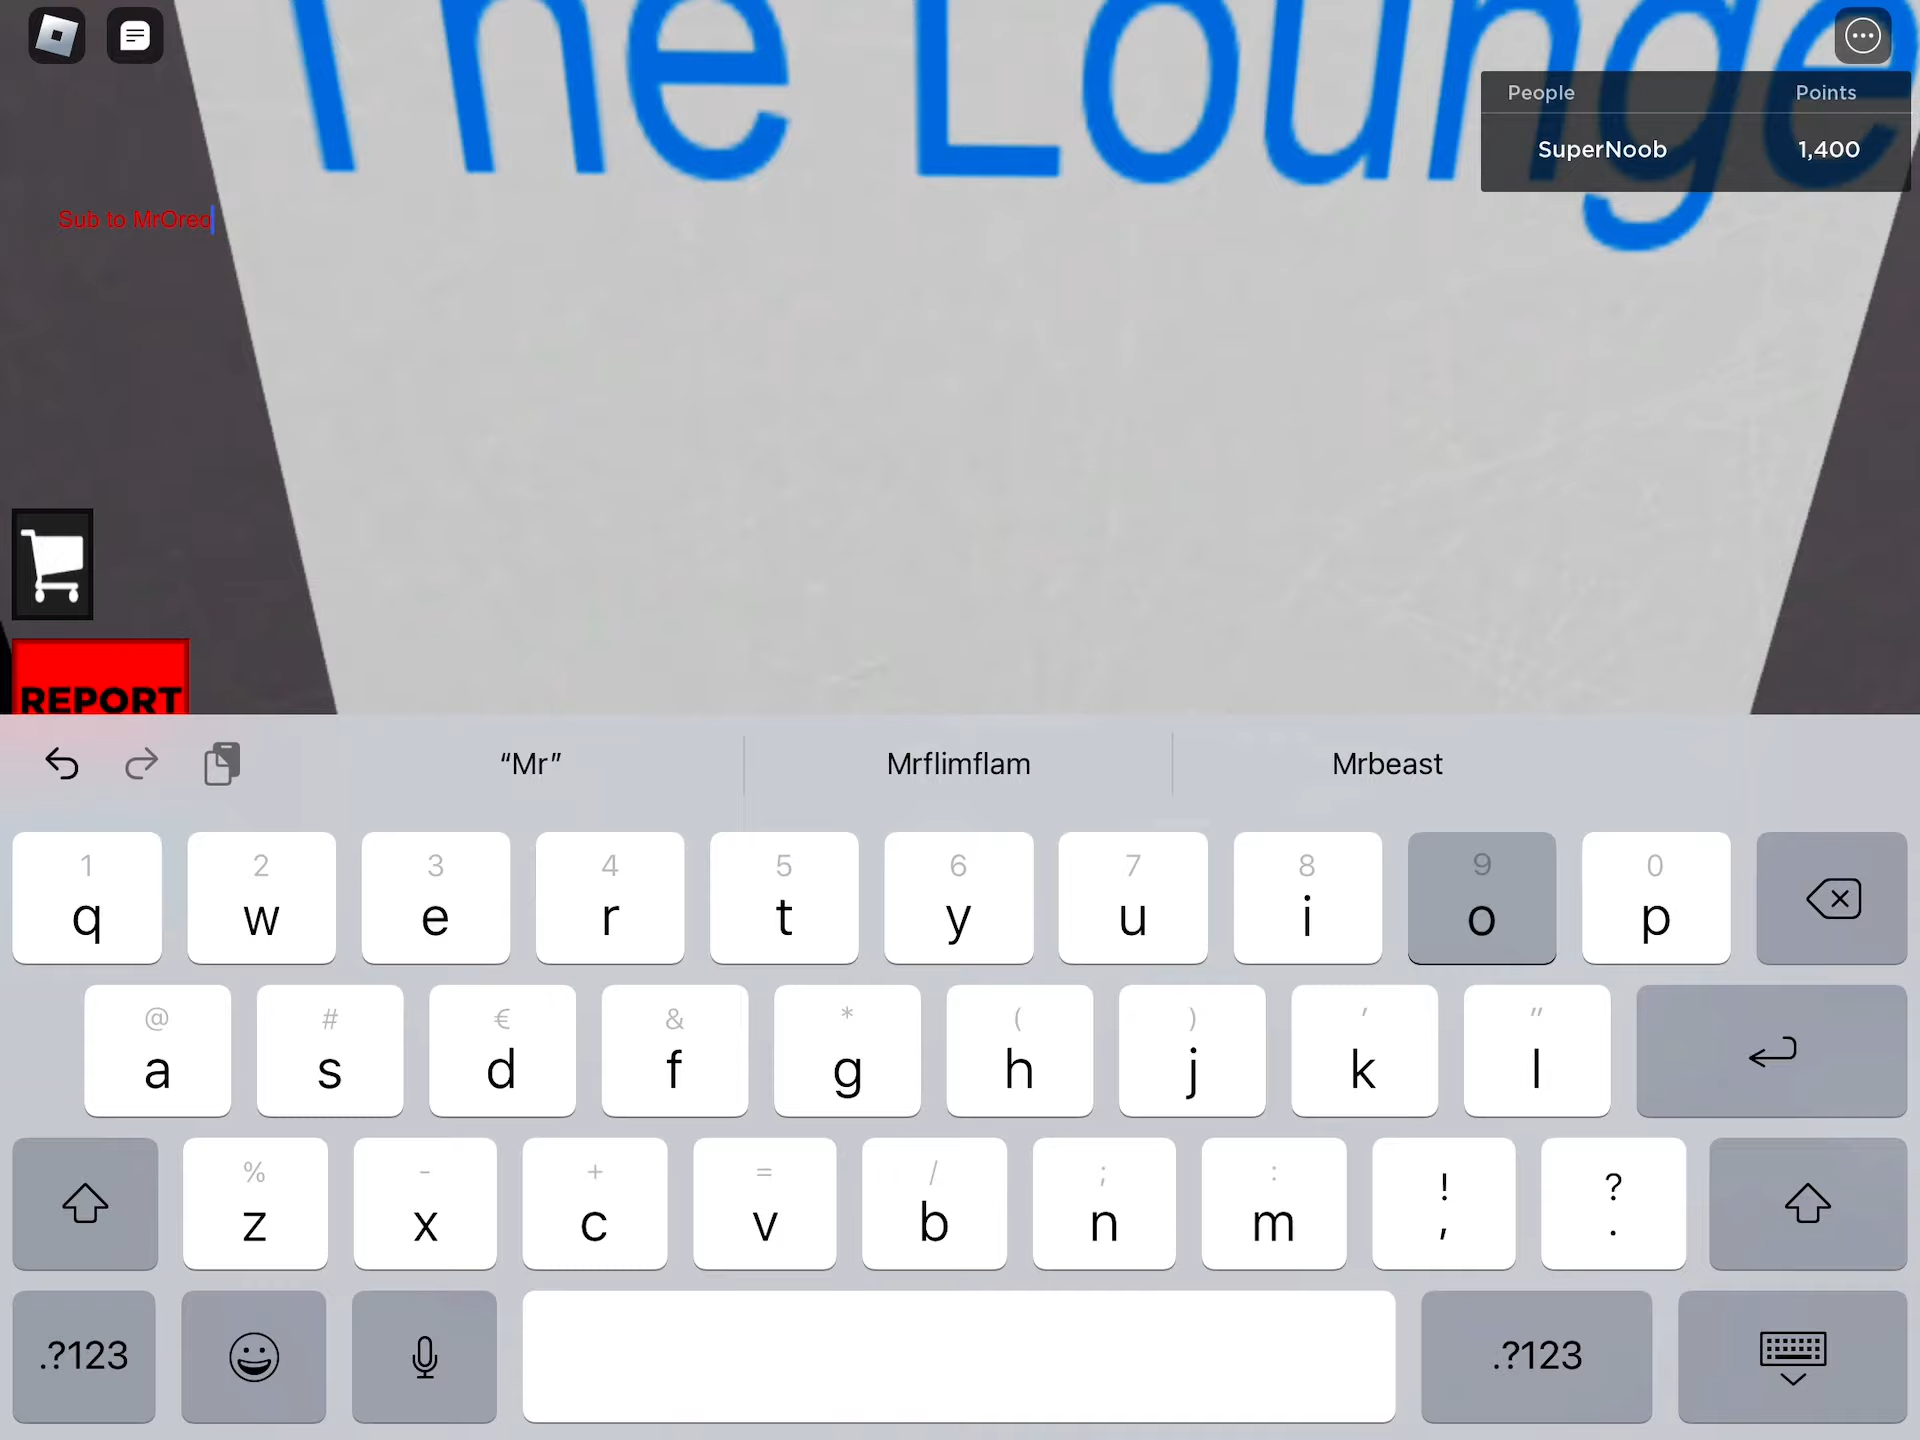 The Lounge
People Points
SuperNoob 1,400
Sub to MrOreo
REPORT
“Mr” Mrflimflam Mrbeast
1 2 3 4 5 6 7 8 9 0
q w e r t y u i o p
@ # € & * ( ) ' "
a s d f g h j k l
% - + = / ; : ! ?
z x c v b n m , .
.?123 .?123